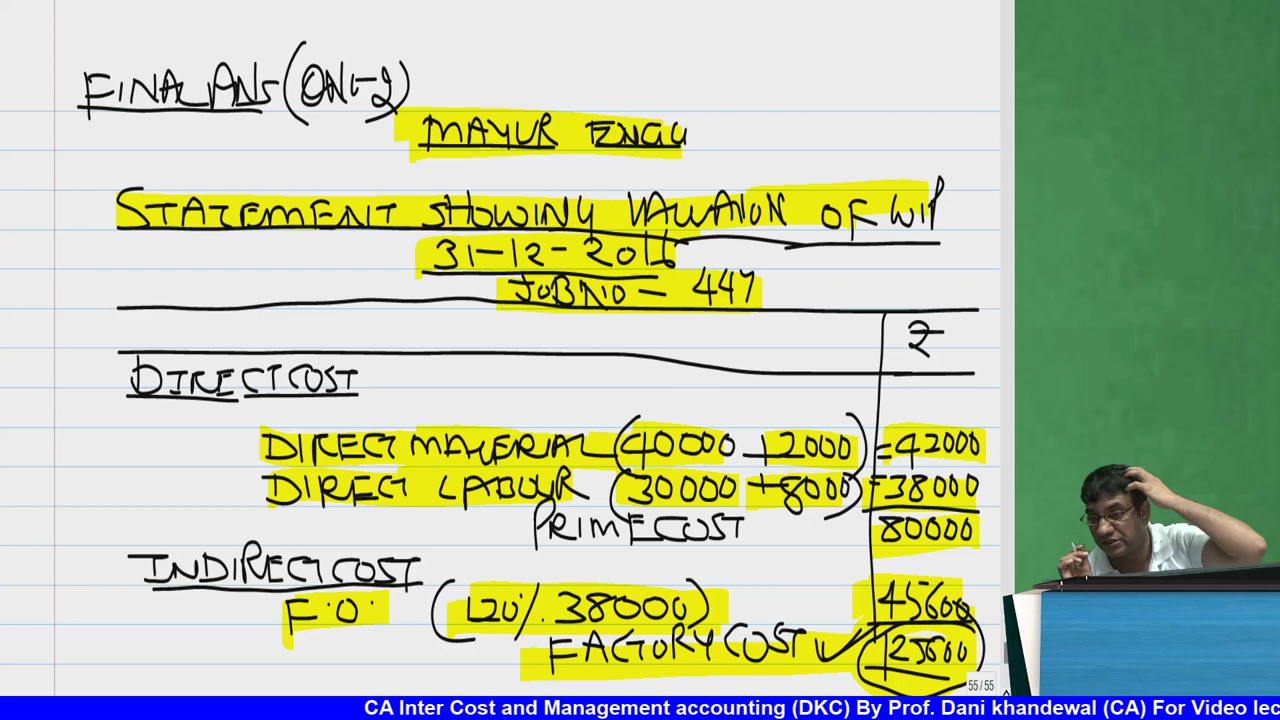 FINAL ANS (QN-2)
MAYUR ENGG
STATEMENT SHOWING VALUATION OF WIP
31-12-2016
JOB NO - 447
₹
DIRECT COST
DIRECT MATERIAL (40000 + 2000) = 42000
DIRECT LABOUR (30000 + 8000) = 38000
PRIME COST 80000
INDIRECT COST
F.O. (120% 38000) 45600
FACTORY COST 125600
55 / 55
CA Inter Cost and Management accounting (DKC) By Prof. Dani khandewal (CA) For Video lec